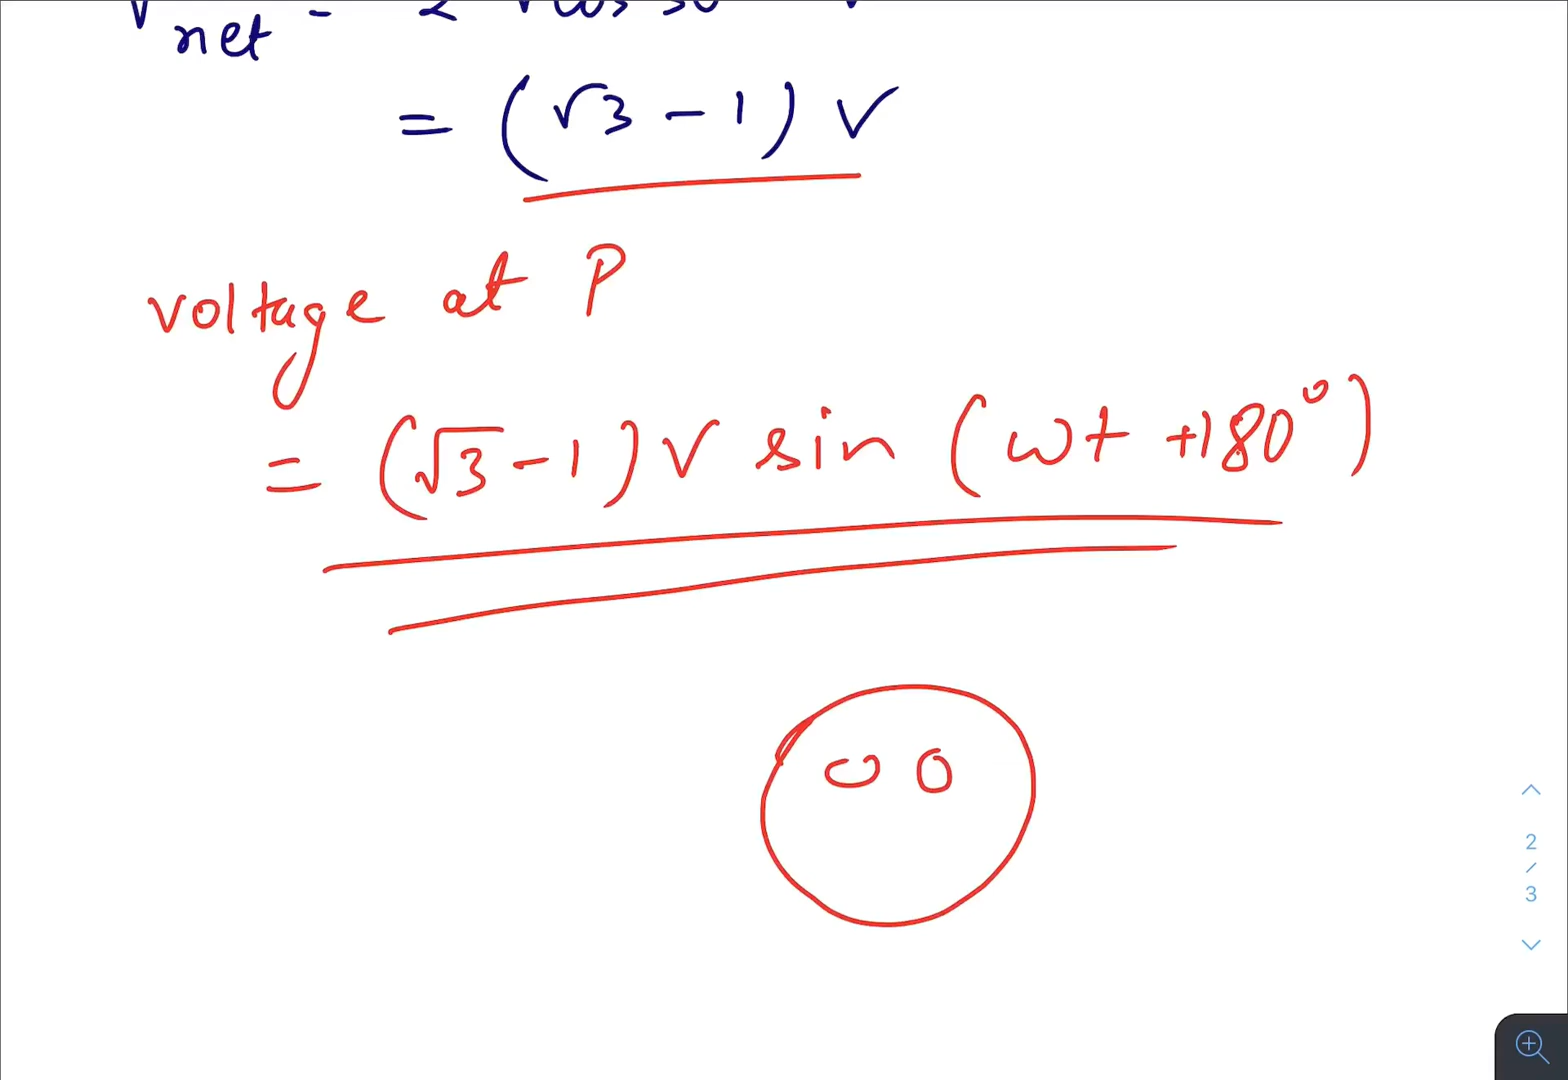 net
= (√3 - 1) V
voltage at P
= (√3 - 1) V sin (ωt + 180°)
2
/
3